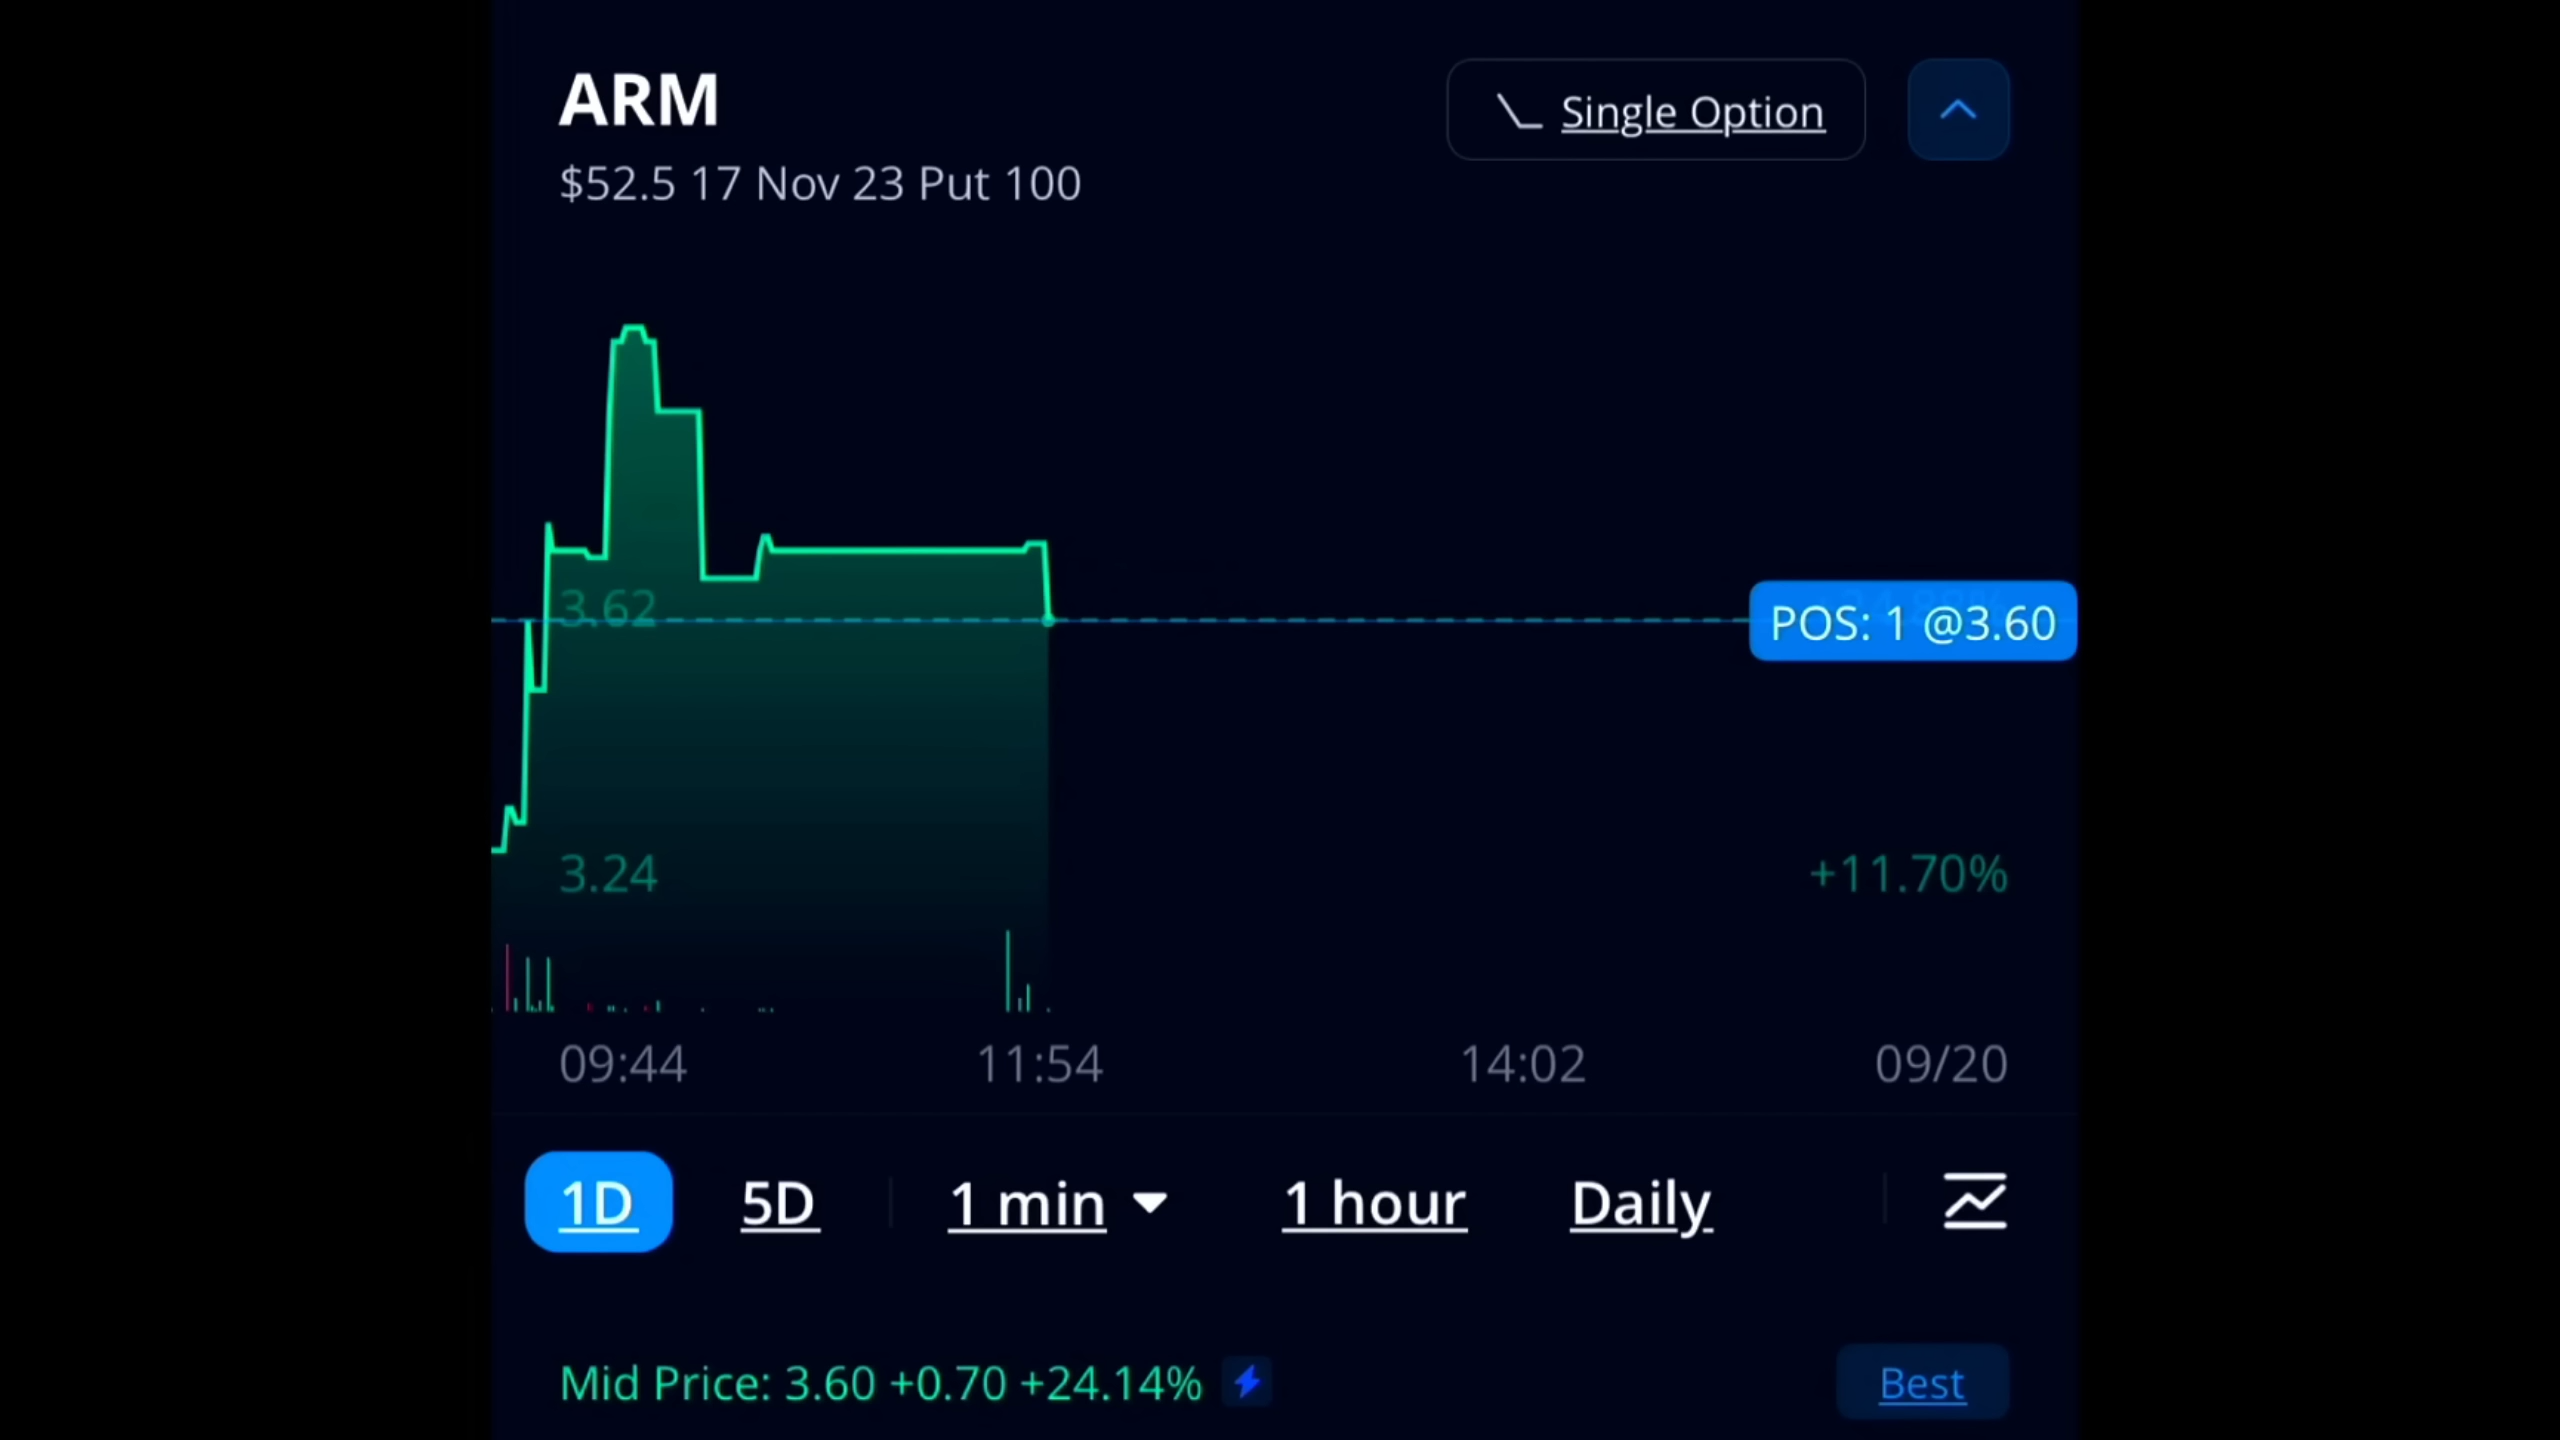 ARM
Single Option
$52.5 17 Nov 23 Put 100
3.62
POS: 1 @3.60
3.24
+11.70%
09:44 11:54 14:02 09/20
1D 5D 1 min 1 hour Daily
Mid Price: 3.60 +0.70 +24.14%
Best